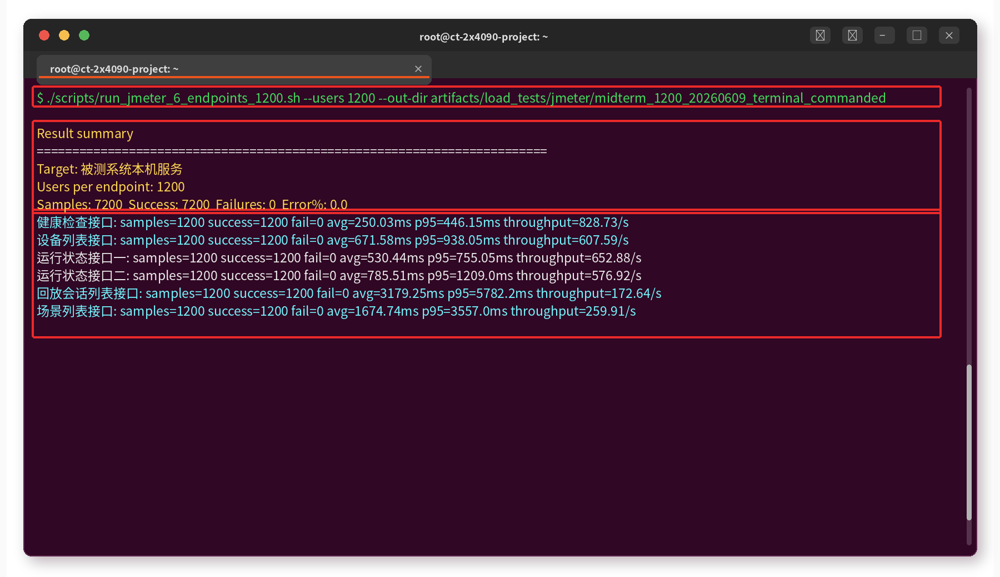 root@ct-2x4090-project: ~
root@ct-2x4090-project: ~
$ ./scripts/run_jmeter_6_endpoints_1200.sh --users 1200 --out-dir artifacts/load_tests/jmeter/midterm_1200_20260609_terminal_commanded
Result summary
========================================================================
Target: 被测系统本机服务
Users per endpoint: 1200
Samples: 7200  Success: 7200  Failures: 0  Error%: 0.0
健康检查接口: samples=1200 success=1200 fail=0 avg=250.03ms p95=446.15ms throughput=828.73/s
设备列表接口: samples=1200 success=1200 fail=0 avg=671.58ms p95=938.05ms throughput=607.59/s
运行状态接口一: samples=1200 success=1200 fail=0 avg=530.44ms p95=755.05ms throughput=652.88/s
运行状态接口二: samples=1200 success=1200 fail=0 avg=785.51ms p95=1209.0ms throughput=576.92/s
回放会话列表接口: samples=1200 success=1200 fail=0 avg=3179.25ms p95=5782.2ms throughput=172.64/s
场景列表接口: samples=1200 success=1200 fail=0 avg=1674.74ms p95=3557.0ms throughput=259.91/s